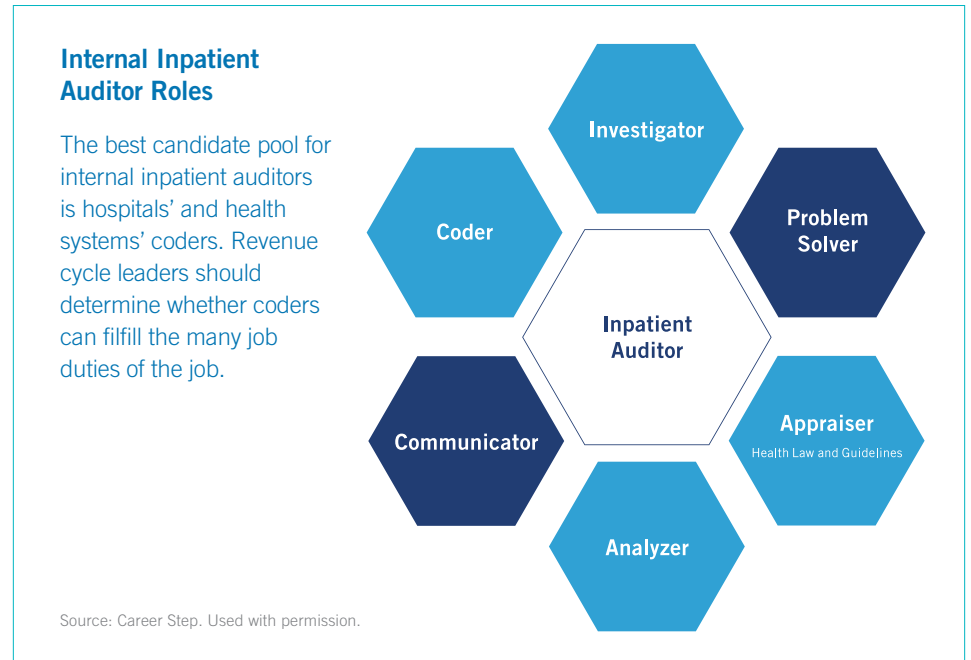 Internal Inpatient
Auditor Roles
The best candidate pool for
internal inpatient auditors
is hospitals’ and health
systems’ coders. Revenue
cycle leaders should
determine whether coders
can filfill the many job
duties of the job.
Investigator
Coder
Problem
Solver
Inpatient
Auditor
Communicator
Appraiser
Health Law and Guidelines
Analyzer
Source: Career Step. Used with permission.